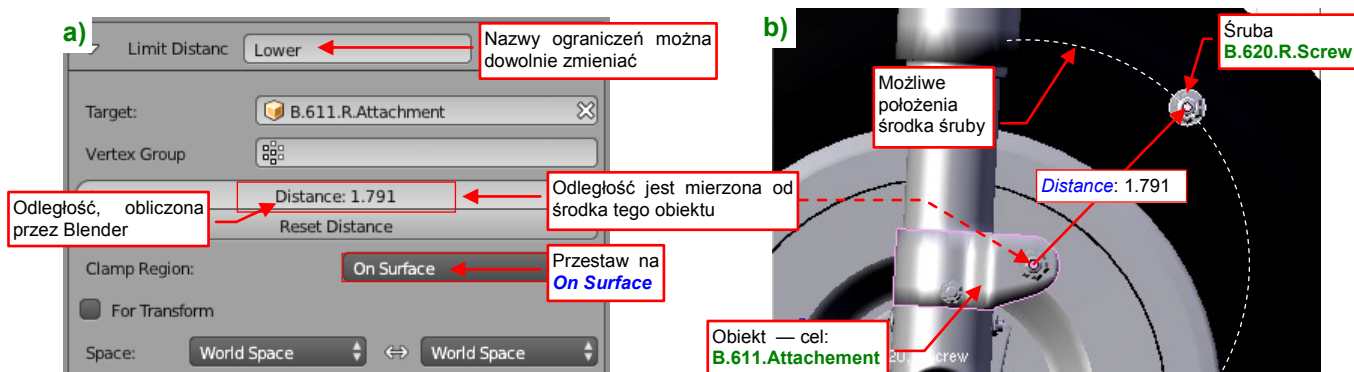 a)
Limit Distanc
Lower
Nazwy ograniczeń można
dowolnie zmieniać
Target:
B.611.R.Attachment
Vertex Group
Distance: 1.791
Odległość, obliczona
przez Blender
Odległość jest mierzona od
środka tego obiektu
Reset Distance
Clamp Region:
On Surface
Przestaw na
On Surface
For Transform
Space:
World Space
World Space
b)
Śruba
B.620.R.Screw
Możliwe
położenia
środka śruby
Distance: 1.791
Obiekt — cel:
B.611.Attachement
crew